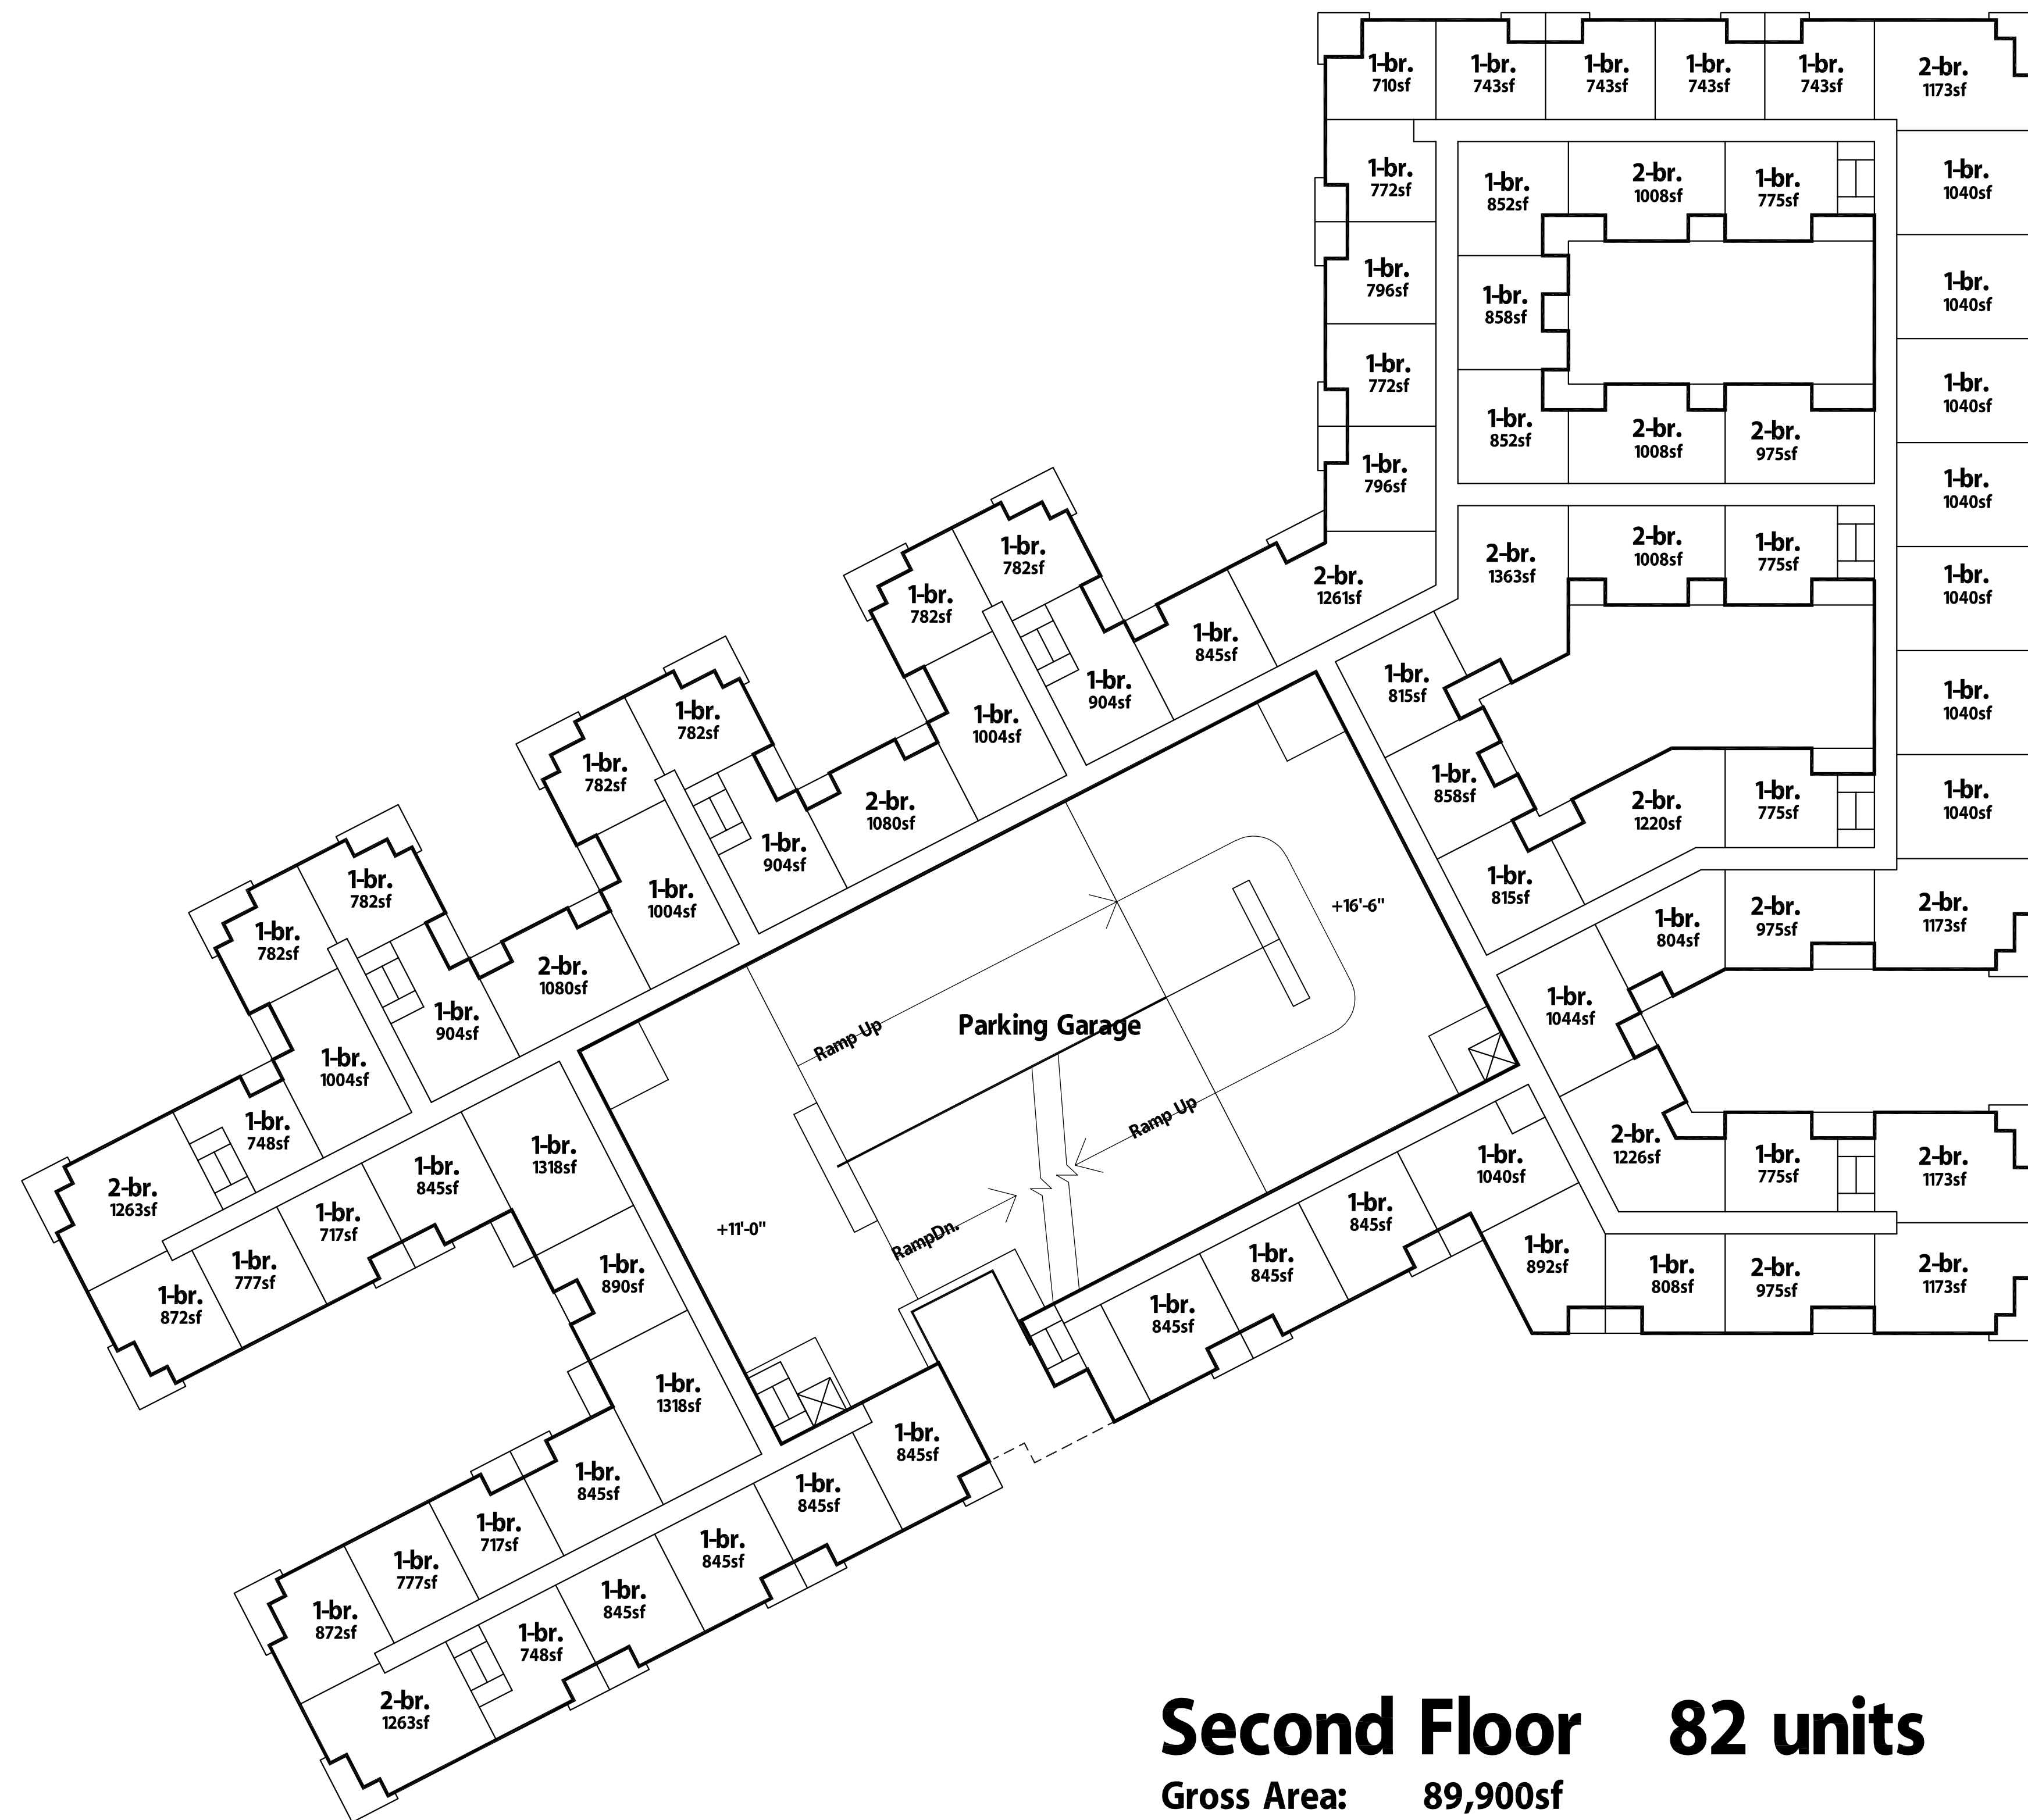 1-br.
710sf
1-br.
743sf
1-br.
743sf
1-br.
743sf
1-br.
743sf
2-br.
1173sf
1-br.
772sf
1-br.
852sf
2-br.
1008sf
1-br.
775sf
1-br.
1040sf
1-br.
796sf
1-br.
858sf
1-br.
1040sf
1-br.
772sf
1-br.
852sf
2-br.
1008sf
2-br.
975sf
1-br.
1040sf
1-br.
796sf
1-br.
1040sf
2-br.
1261sf
2-br.
1363sf
2-br.
1008sf
1-br.
775sf
1-br.
1040sf
1-br.
782sf
1-br.
782sf
1-br.
845sf
1-br.
904sf
1-br.
1004sf
1-br.
815sf
1-br.
1040sf
1-br.
782sf
1-br.
782sf
2-br.
1080sf
1-br.
904sf
1-br.
1004sf
1-br.
858sf
2-br.
1220sf
1-br.
775sf
1-br.
1040sf
1-br.
815sf
1-br.
782sf
1-br.
782sf
2-br.
1080sf
1-br.
904sf
1-br.
1004sf
+16'-6"
1-br.
804sf
2-br.
975sf
2-br.
1173sf
Ramp Up
Parking Garage
1-br.
1044sf
Ramp Up
1-br.
748sf
2-br.
1263sf
1-br.
1318sf
1-br.
845sf
1-br.
717sf
1-br.
777sf
1-br.
872sf
1-br.
890sf
+11'-0"
RampDn.
1-br.
1040sf
2-br.
1226sf
1-br.
775sf
2-br.
1173sf
1-br.
845sf
1-br.
845sf
1-br.
845sf
1-br.
892sf
1-br.
808sf
2-br.
975sf
2-br.
1173sf
1-br.
1318sf
1-br.
845sf
1-br.
845sf
1-br.
845sf
1-br.
717sf
1-br.
845sf
1-br.
777sf
1-br.
845sf
1-br.
872sf
1-br.
748sf
2-br.
1263sf
Second Floor 82 units
Gross Area: 89,900sf